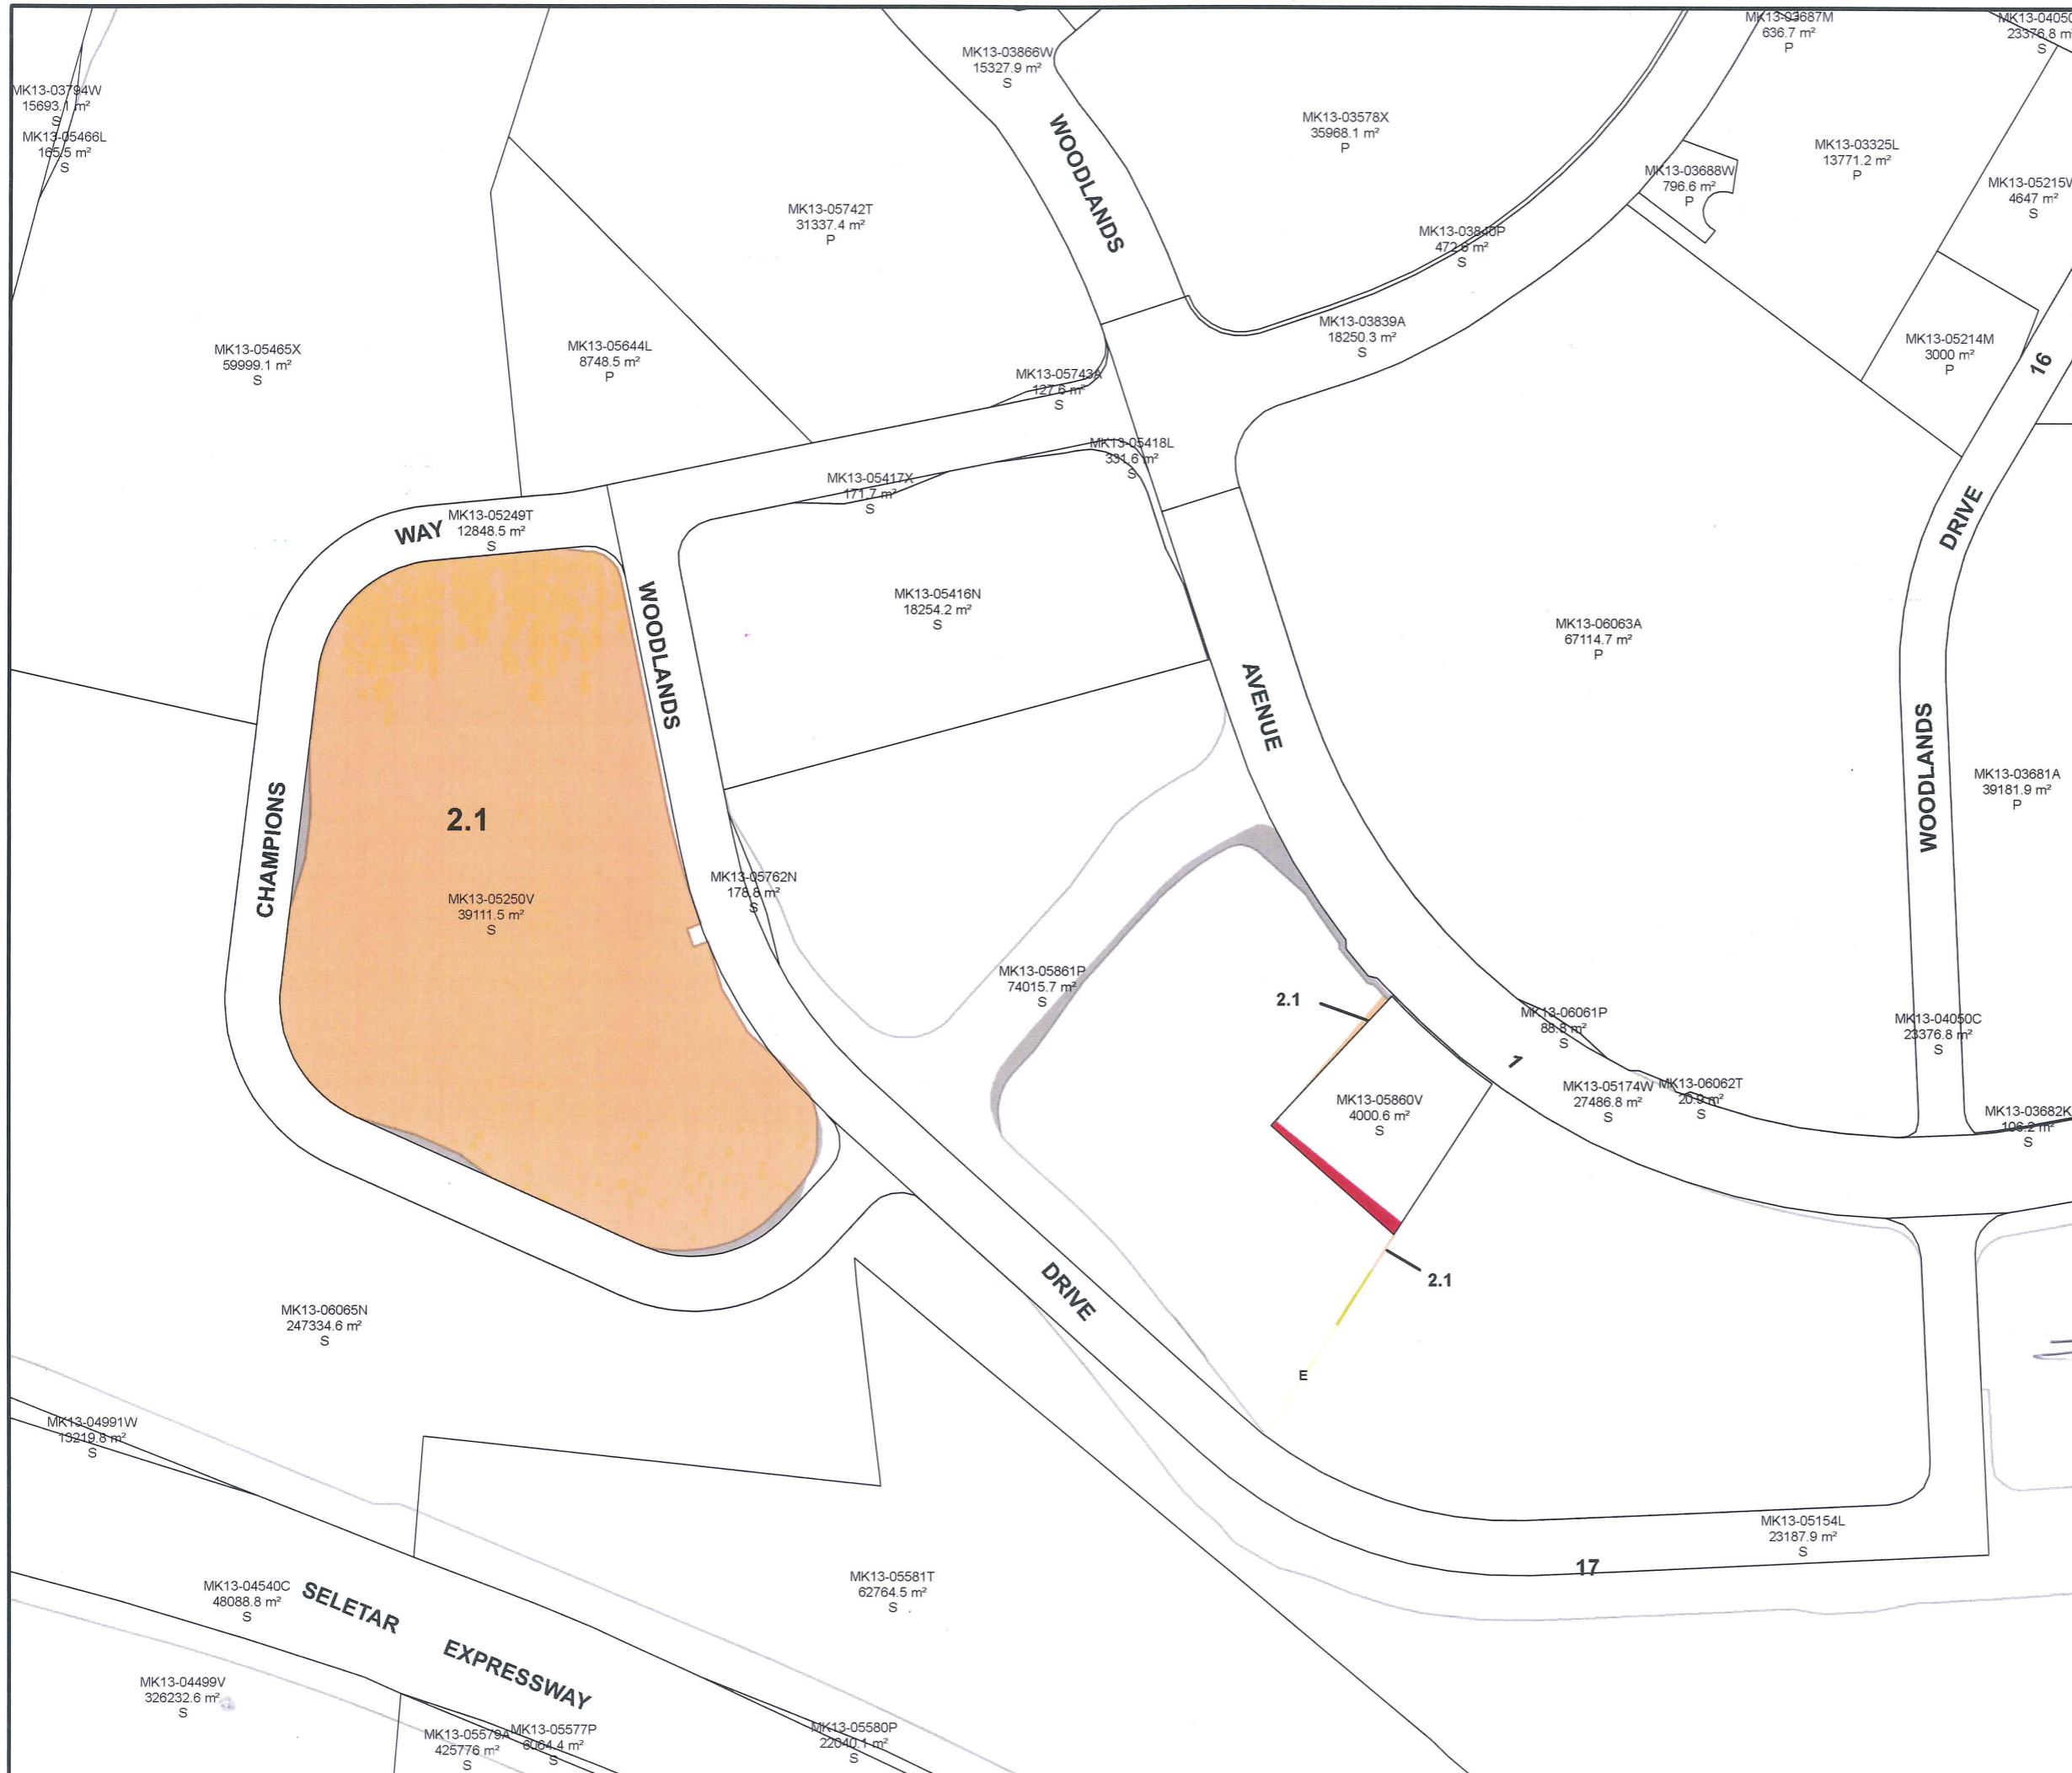 MK13-03687M
636.7 m²
P
MK13-0405
23376.8 m
S
MK13-03866W
15327.9 m²
S
MK13-03794W
15693.1 m²
S
MK13-05466L
165.5 m²
S
WOODLANDS
MK13-03578X
35968.1 m²
P
MK13-03325L
13771.2 m²
P
MK13-03688W
796.6 m²
P
MK13-05215W
4647 m²
S
MK13-05742T
31337.4 m²
P
MK13-03840P
472.6 m²
S
MK13-03839A
18250.3 m²
S
MK13-05214M
3000 m²
P
16
MK13-05465X
59999.1 m²
S
MK13-05644L
8748.5 m²
P
MK13-05743A
127.6 m²
S
MK13-05418L
331.6 m²
S
MK13-05417X
171.7 m²
S
WAY
MK13-05249T
12848.5 m²
S
DRIVE
WOODLANDS
MK13-05416N
18254.2 m²
S
MK13-06063A
67114.7 m²
P
AVENUE
WOODLANDS
MK13-03681A
39181.9 m²
P
CHAMPIONS
2.1
MK13-05250V
39111.5 m²
S
MK13-05762N
178.8 m²
S
MK13-05861P
74015.7 m²
S
2.1
MK13-06061P
88.8 m²
S
MK13-04050C
23376.8 m²
S
1
MK13-05860V
4000.6 m²
S
MK13-05174W
27486.8 m²
S
MK13-06062T
20.9 m²
S
MK13-03682K
106.2 m²
S
2.1
DRIVE
E
MK13-06065N
247334.6 m²
S
MK13-04991W
13219.8 m²
S
MK13-05154L
23187.9 m²
S
17
MK13-04540C
48088.8 m²
S
SELETAR
EXPRESSWAY
MK13-05581T
62764.5 m²
S
MK13-04499V
326232.6 m²
S
MK13-05579A
425776 m²
S
MK13-05577P
6064.4 m²
S
MK13-05580P
22040.1 m²
S